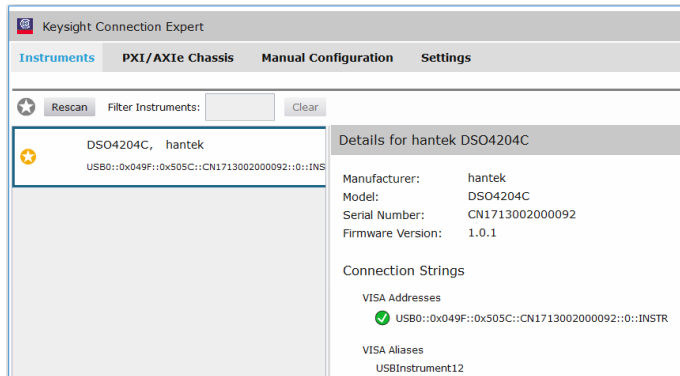 Keysight Connection Expert
Instruments PXI/AXIe Chassis Manual Configuration Settings
Rescan Filter Instruments: Clear
DSO4204C, hantek
USB0::0x049F::0x505C::CN1713002000092::0::INS
Details for hantek DSO4204C
Manufacturer: hantek
Model: DSO4204C
Serial Number: CN1713002000092
Firmware Version: 1.0.1
Connection Strings
VISA Addresses
USB0::0x049F::0x505C::CN1713002000092::0::INSTR
VISA Aliases
USBInstrument12